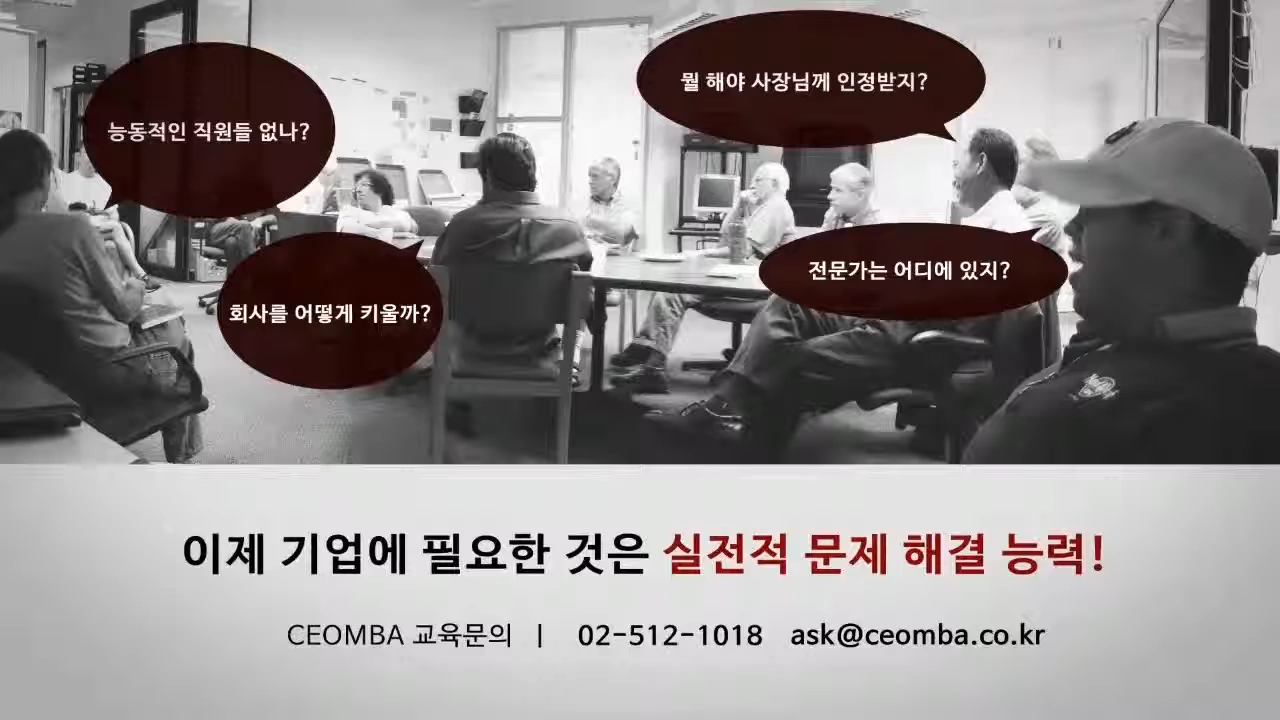 능동적인 직원들 없나?
뭘 해야 사장님께 인정받지?
회사를 어떻게 키울까?
전문가는 어디에 있지?
이제 기업에 필요한 것은 실전적 문제 해결 능력!
CEOMBA 교육문의 | 02-512-1018 ask@ceomba.co.kr